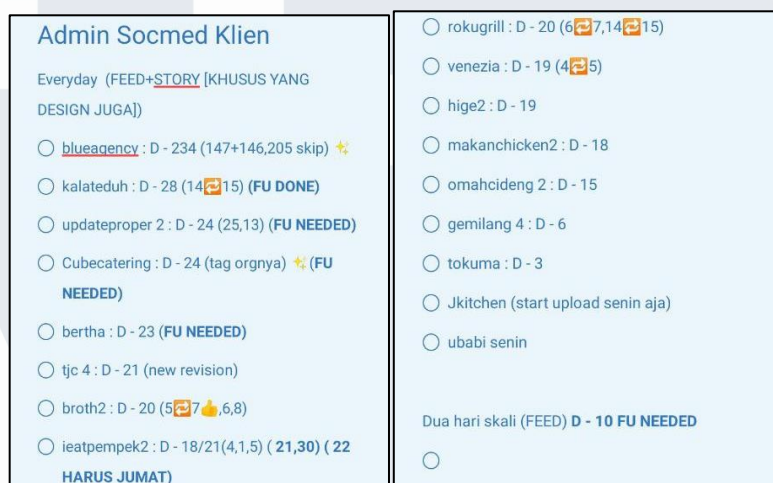 Admin Socmed Klien
Everyday (FEED+STORY [KHUSUS YANG
DESIGN JUGA])
blueagency : D - 234 (147+146,205 skip) ✨
kalateduh : D - 28 (14🔁15) (FU DONE)
updateproper 2 : D - 24 (25,13) (FU NEEDED)
Cubecatering : D - 24 (tag orgnya) ✨ (FU
NEEDED)
bertha : D - 23 (FU NEEDED)
tjc 4 : D - 21 (new revision)
broth2 : D - 20 (5🔁7👍,6,8)
ieatpempek2 : D - 18/21(4,1,5) ( 21,30) ( 22
HARUS JUMAT)
rokugrill : D - 20 (6🔁7,14🔁15)
venezia : D - 19 (4🔁5)
hige2 : D - 19
makanchicken2 : D - 18
omahcideng 2 : D - 15
gemilang 4 : D - 6
tokuma : D - 3
Jkitchen (start upload senin aja)
ubabi senin
Dua hari skali (FEED) D - 10 FU NEEDED